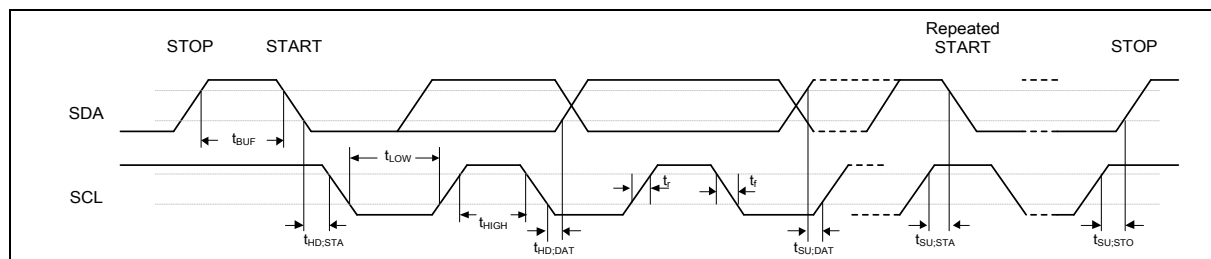 STOP START Repeated START STOP
SDA
tBUF
tLOW
SCL
tr
tf
tHIGH
tHD;STA
tHD;DAT
tSU;DAT
tSU;STA
tSU;STO